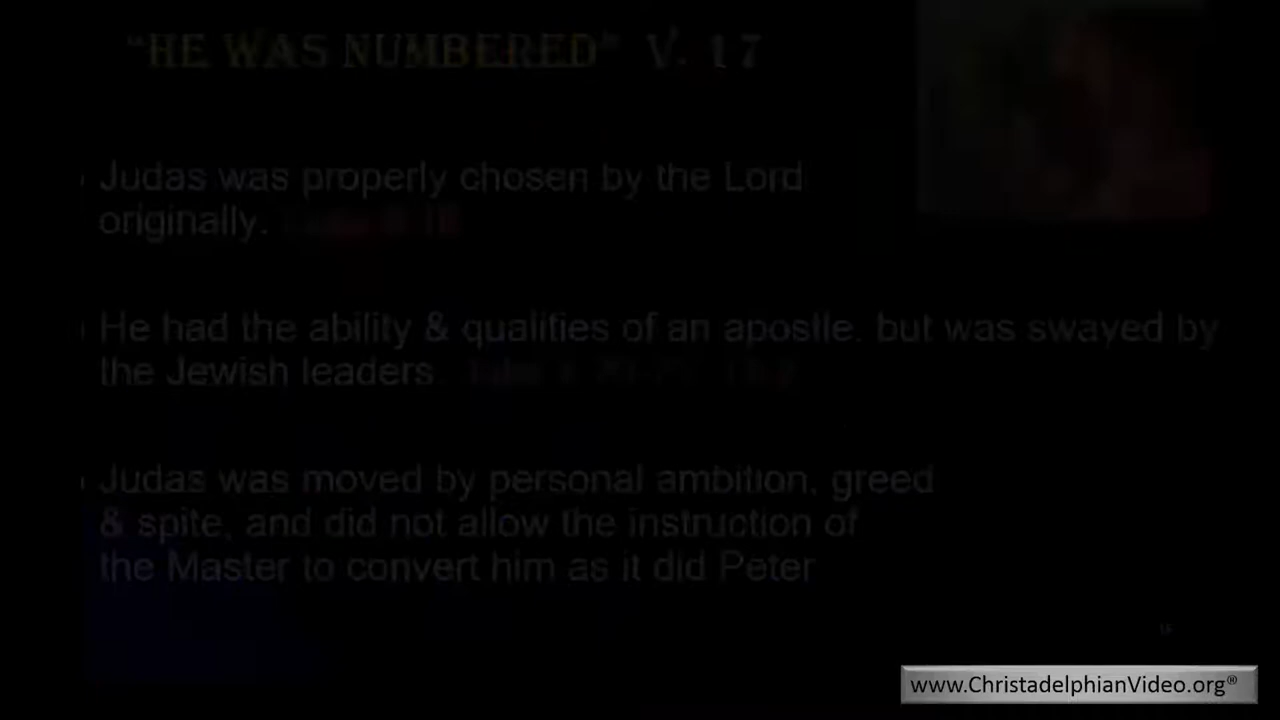 "HE WAS NUMBERED" V. 17
Judas was properly chosen by the Lord
originally.
He had the ability & qualities of an apostle, but was swayed by
the Jewish leaders.
Judas was moved by personal ambition, greed
& spite, and did not allow the instruction of
the Master to convert him as it did Peter
www.ChristadelphianVideo.org®